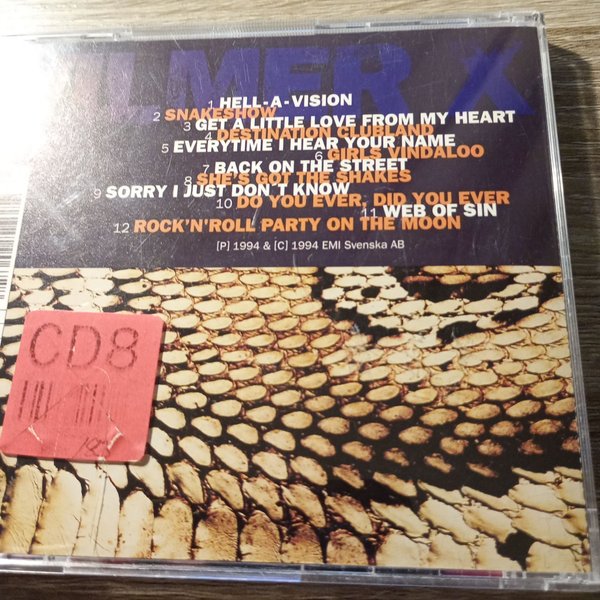 ILMER X
1 HELL-A-VISION
2 SNAKESHOW
3 GET A LITTLE LOVE FROM MY HEART
4 DESTINATION CLUBLAND
5 EVERYTIME I HEAR YOUR NAME
6 GIRLS VINDALOO
7 BACK ON THE STREET
8 SHE'S GOT THE SHAKES
9 SORRY I JUST DON'T KNOW
10 DO YOU EVER, DID YOU EVER
11 WEB OF SIN
12 ROCK'N'ROLL PARTY ON THE MOON
[P] 1994 & [C] 1994 EMI Svenska AB
CD8